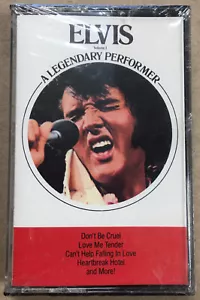 ELVIS
Volume 1
A LEGENDARY PERFORMER
Don't Be Cruel
Love Me Tender
Can't Help Falling In Love
Heartbreak Hotel
and More!